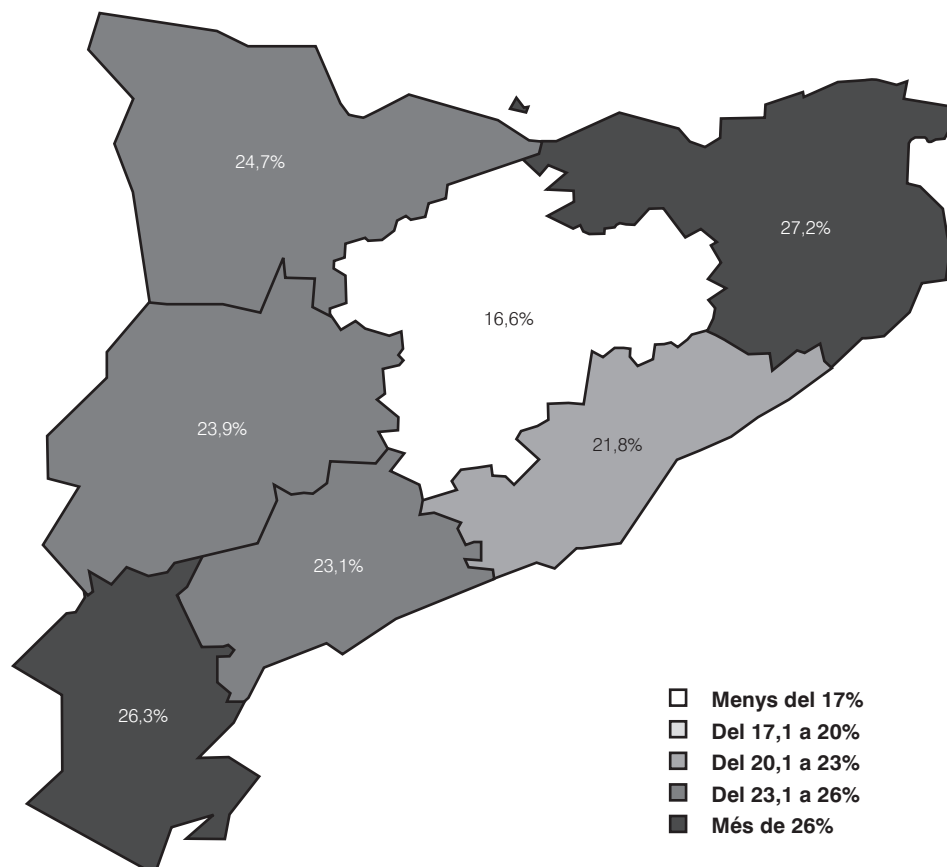 24,7%
27,2%
16,6%
23,9%
21,8%
23,1%
26,3%
Menys del 17%
Del 17,1 a 20%
Del 20,1 a 23%
Del 23,1 a 26%
Més de 26%